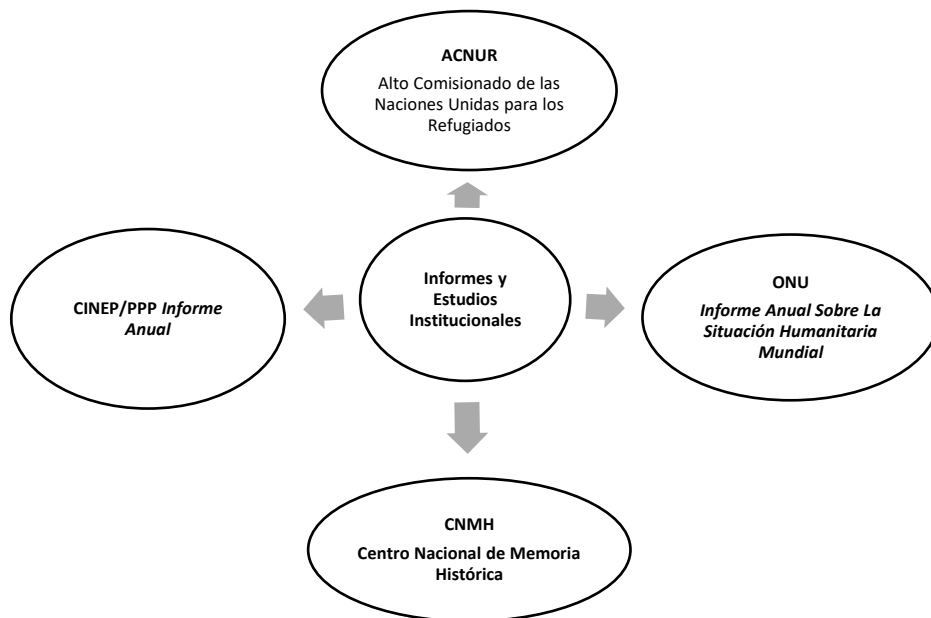 ACNUR
Alto Comisionado de las
Naciones Unidas para los
Refugiados
CINEP/PPP Informe
Anual
Informes y
Estudios
Institucionales
ONU
Informe Anual Sobre La
Situación Humanitaria
Mundial
CNMH
Centro Nacional de Memoria
Histórica